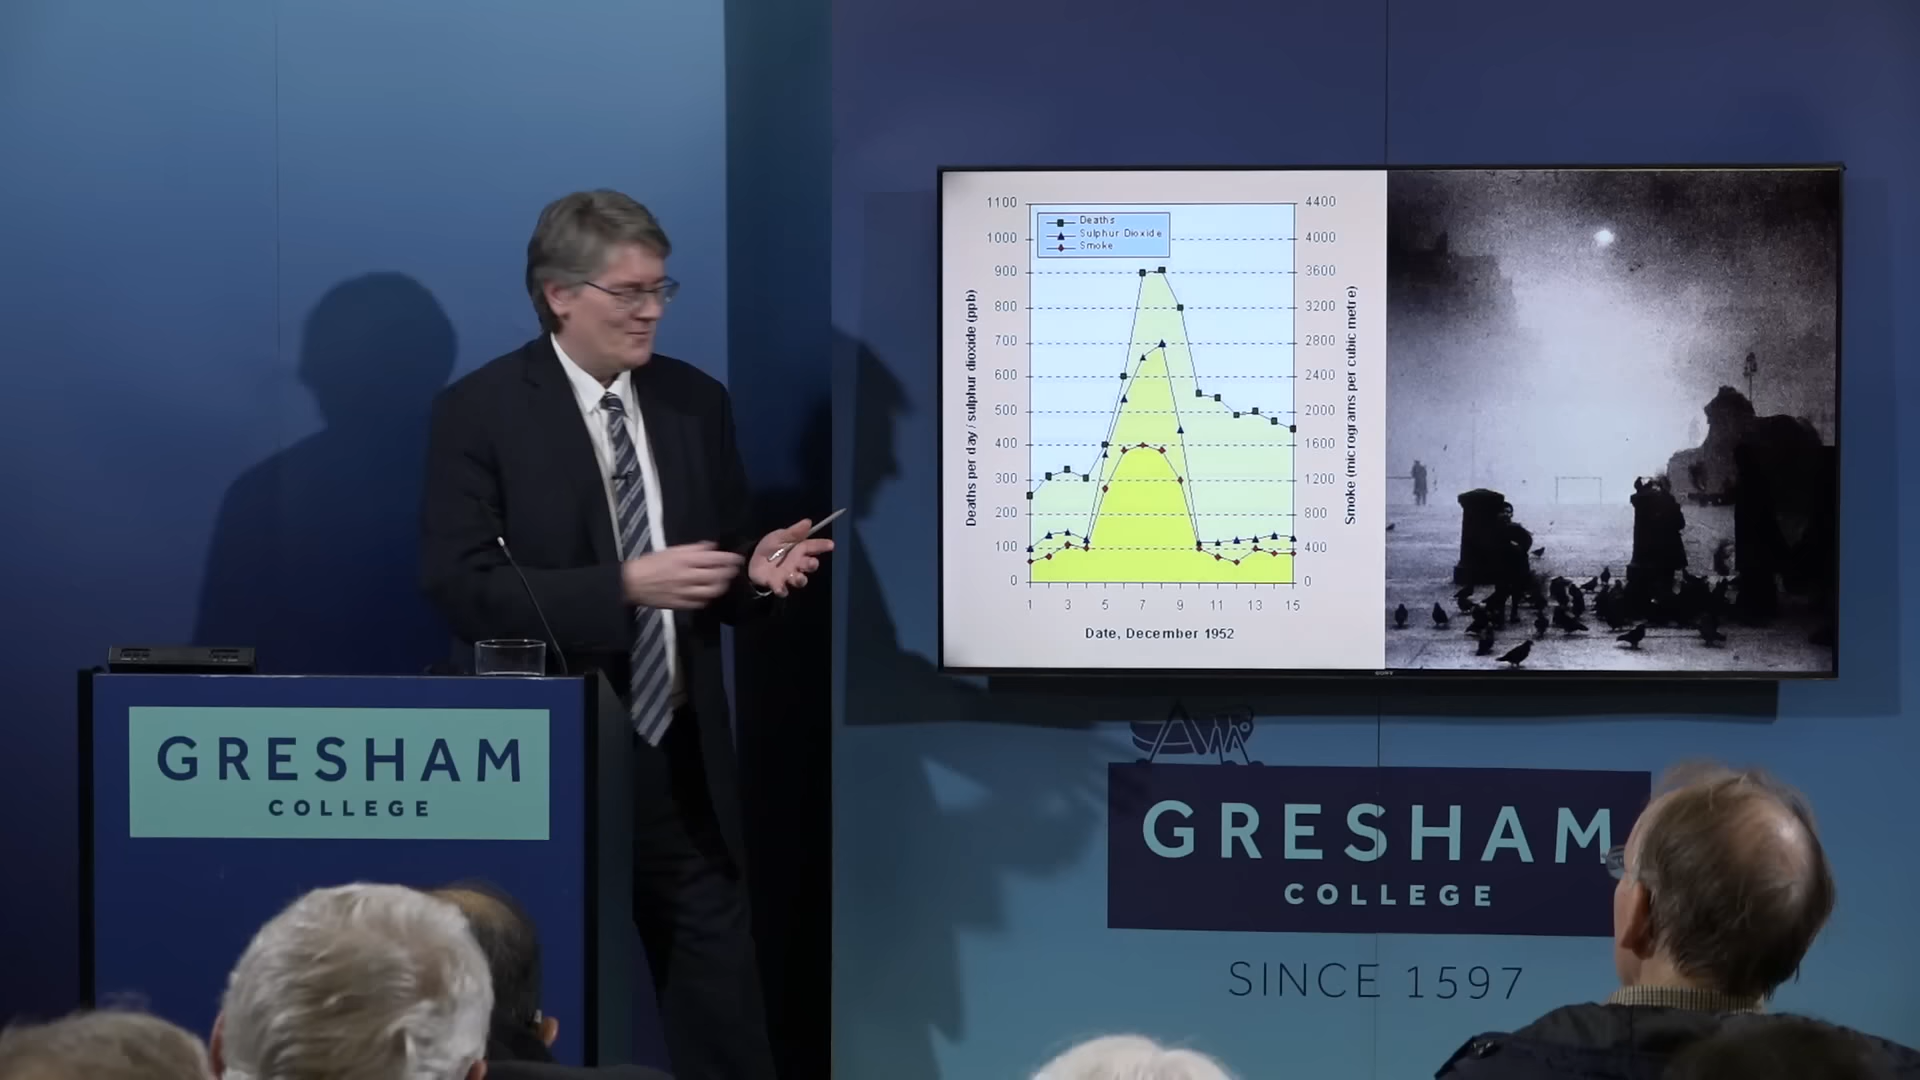 1100
1000
900
800
700
600
500
400
300
200
100
0
Deaths per day / sulphur dioxide (ppb)
Deaths
Sulphur Dioxide
Smoke
4400
4000
3600
3200
2800
2400
2000
1600
1200
800
400
0
Smoke (micrograms per cubic metre)
1 3 5 7 9 11 13 15
Date, December 1952
SONY
GRESHAM
COLLEGE
GRESHAM
COLLEGE
SINCE 1597